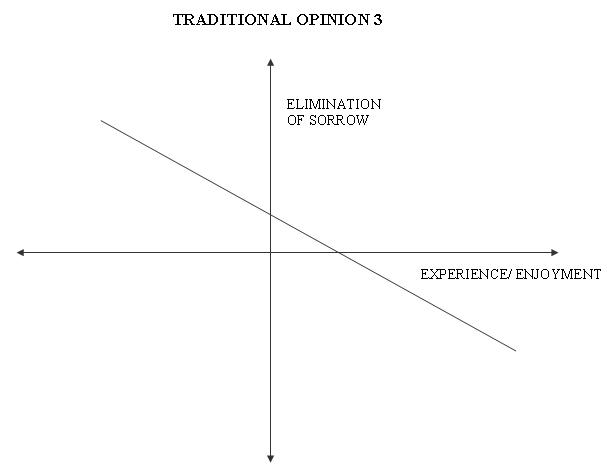 TRADITIONAL OPINION 3
ELIMINATION
OF SORROW
EXPERIENCE/ ENJOYMENT